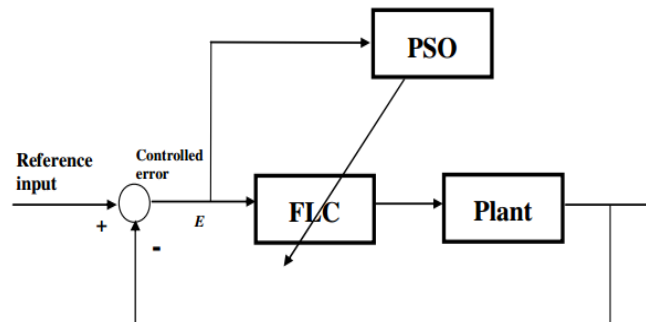 PSO
Reference
input
Controlled
error
+
E
-
FLC
Plant